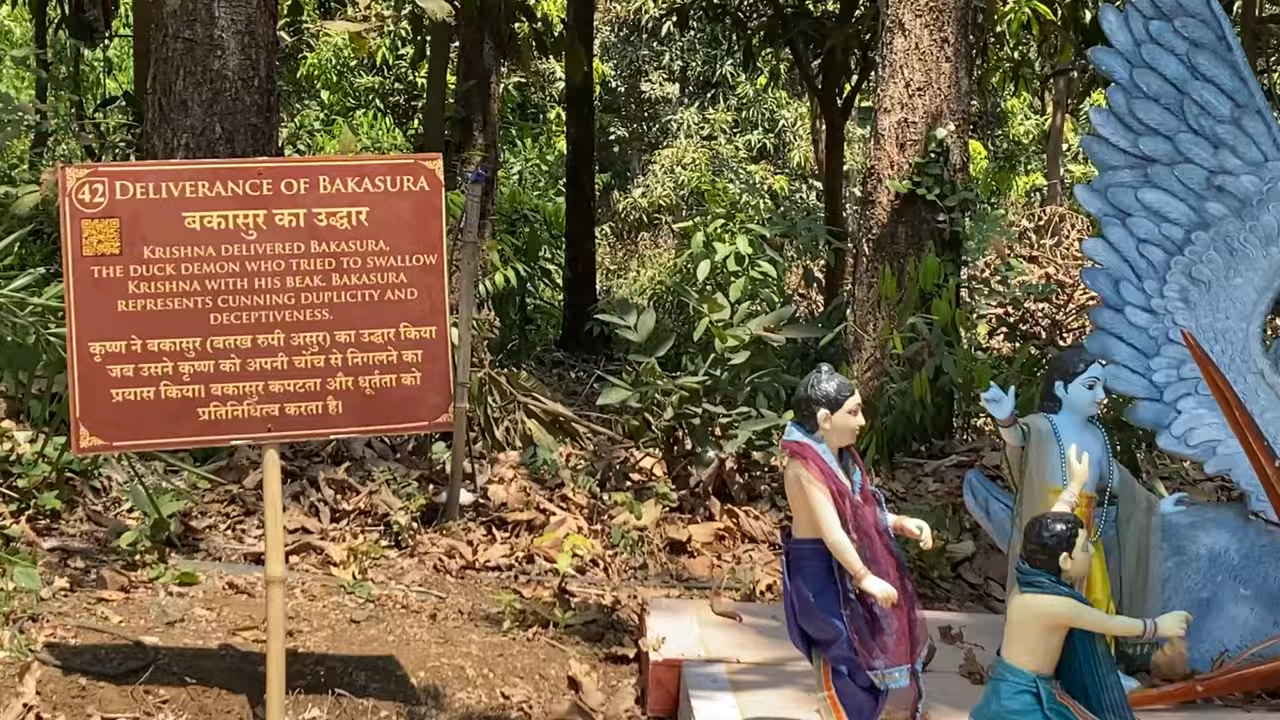 42 DELIVERANCE OF BAKASURA
बकासुर का उद्धार
KRISHNA DELIVERED BAKASURA,
THE DUCK DEMON WHO TRIED TO SWALLOW
KRISHNA WITH HIS BEAK. BAKASURA
REPRESENTS CUNNING DUPLICITY AND
DECEPTIVENESS.
कृष्ण ने बकासुर (बतख रुपी असुर) का उद्धार किया
जब उसने कृष्ण को अपनी चोंच से निगलने का
प्रयास किया। बकासुर कपटता और धूर्तता को
प्रतिनिधित्व करता है।